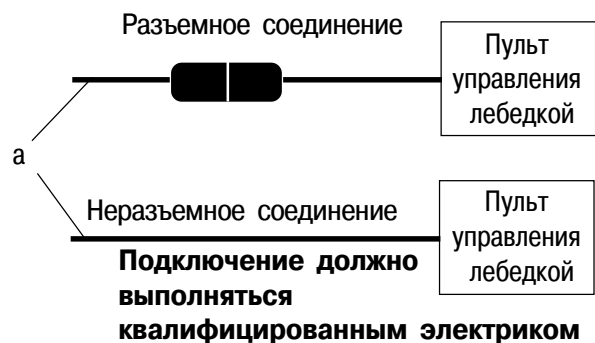 Разъемное соединение
Пульт
управления
лебедкой
а
Неразъемное соединение
Пульт
управления
лебедкой
Подключение должно
выполняться
квалифицированным электриком